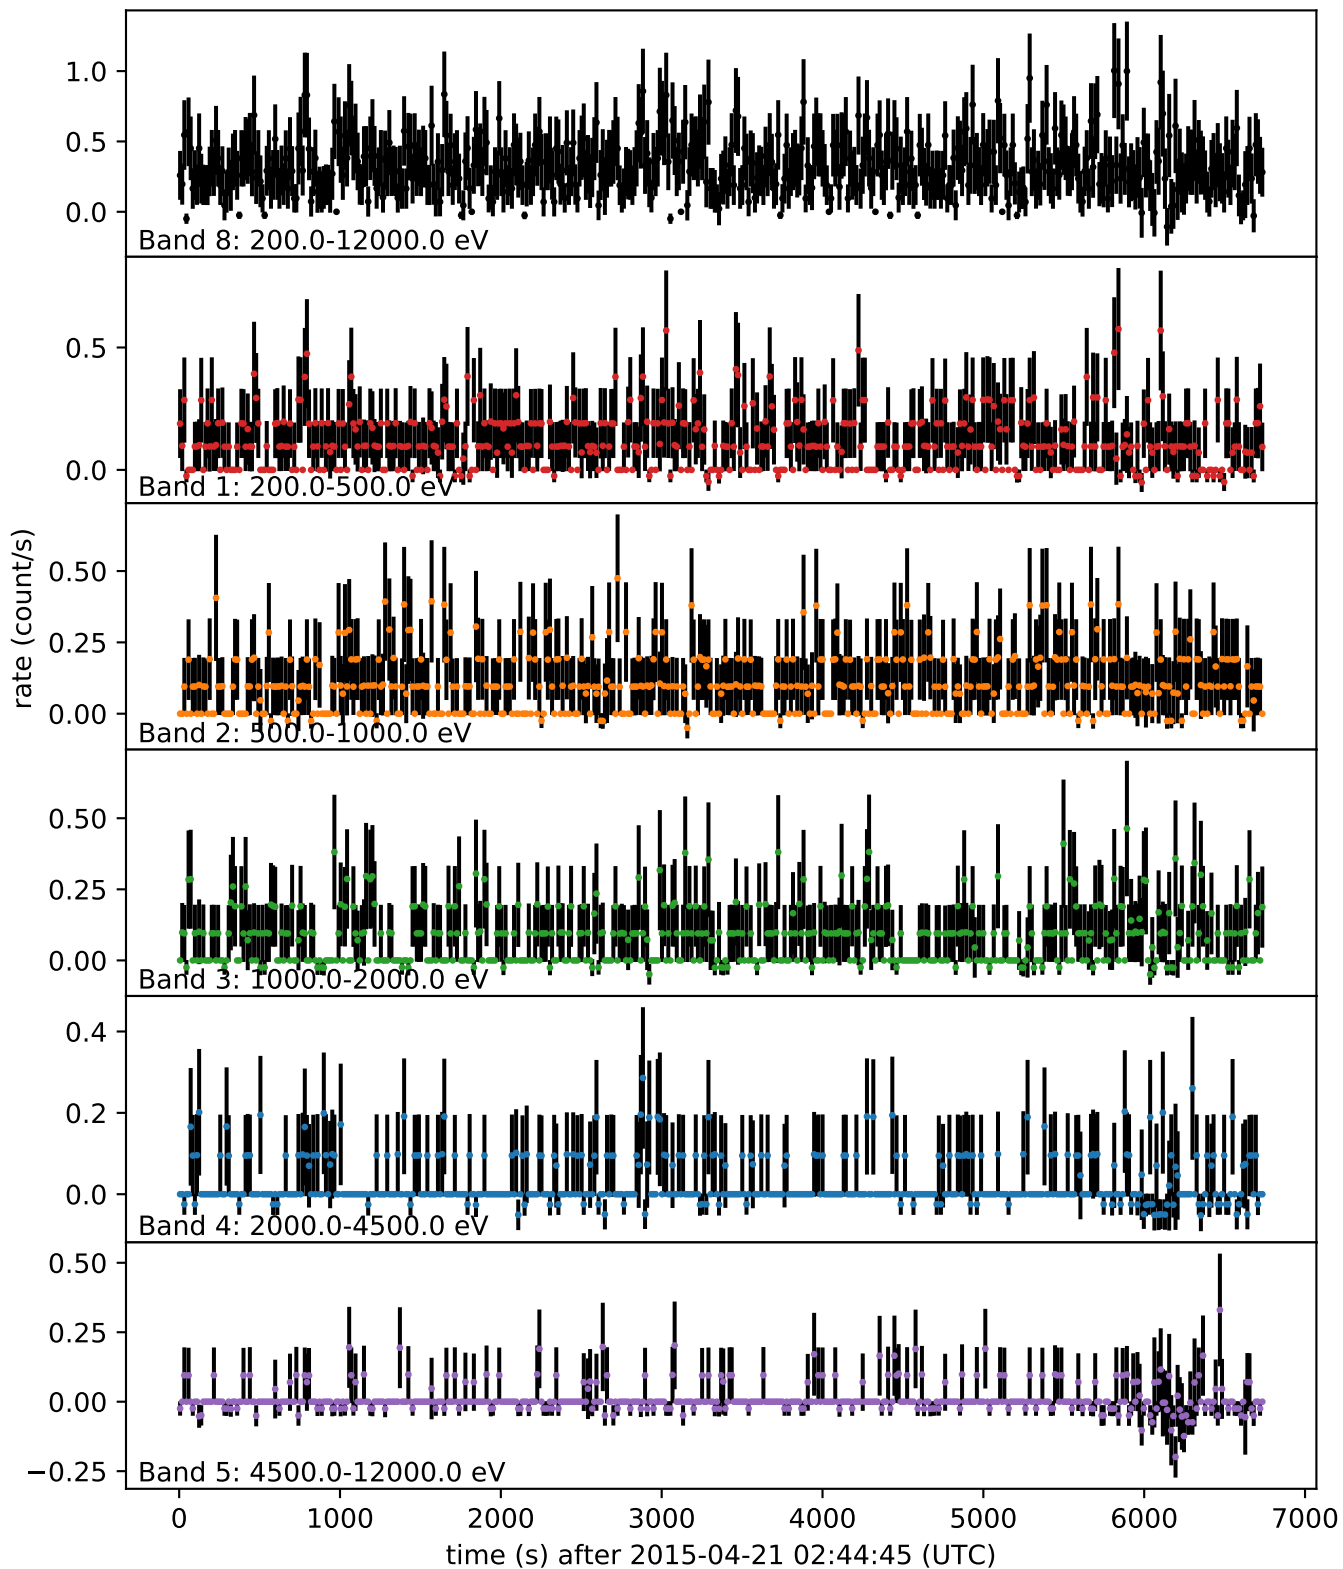 1.0
0.5
0.0
Band 8: 200.0-12000.0 eV
0.5
0.0
Band 1: 200.0-500.0 eV
rate (count/s)
0.50
0.25
0.00
Band 2: 500.0-1000.0 eV
0.50
0.25
0.00
Band 3: 1000.0-2000.0 eV
0.4
0.2
0.0
Band 4: 2000.0-4500.0 eV
0.50
0.25
0.00
−0.25
Band 5: 4500.0-12000.0 eV
0 1000 2000 3000 4000 5000 6000 7000
time (s) after 2015-04-21 02:44:45 (UTC)